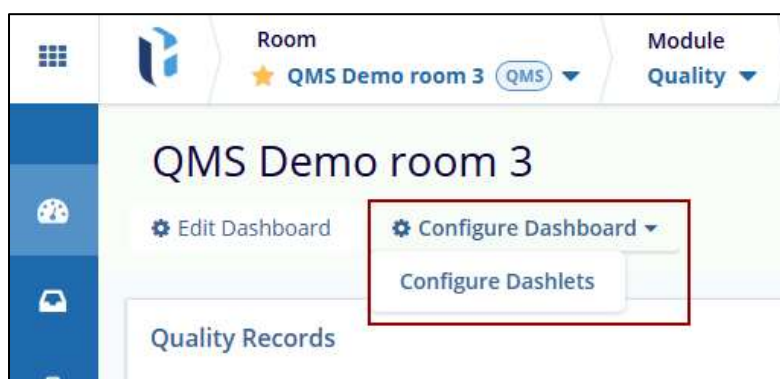 Room
QMS Demo room 3 QMS
Module
Quality
QMS Demo room 3
Edit Dashboard
Configure Dashboard
Configure Dashlets
Quality Records